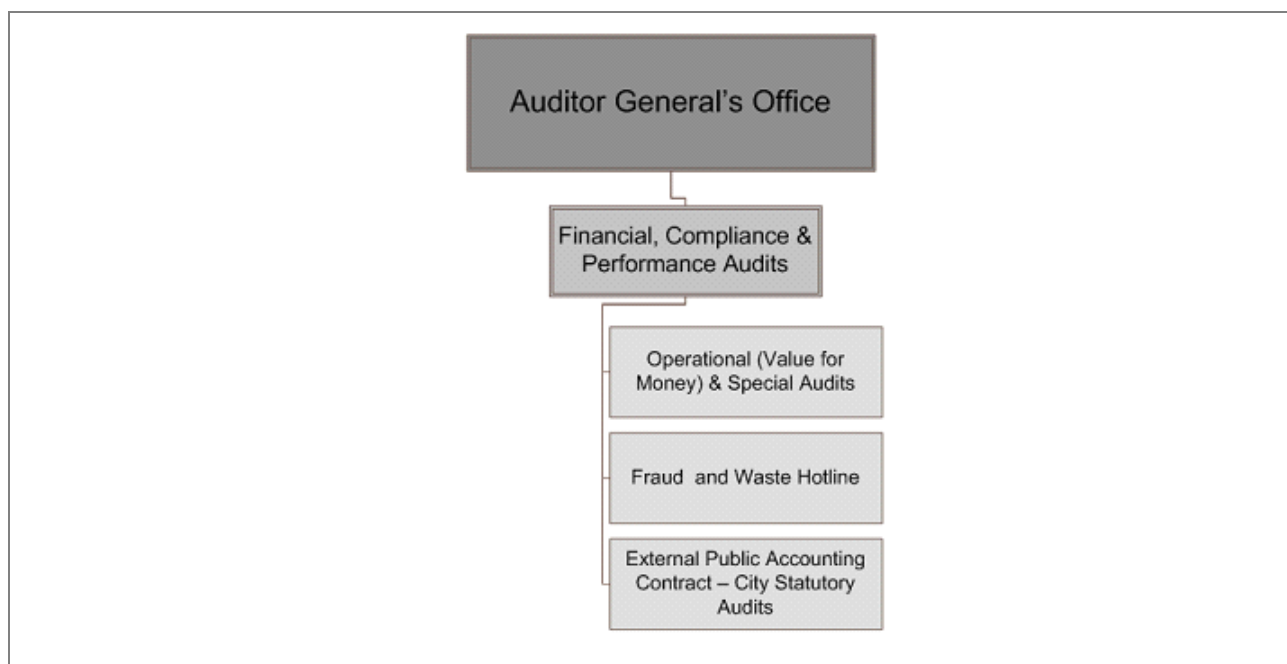 Auditor General’s Office
Financial, Compliance &
Performance Audits
Operational (Value for
Money) & Special Audits
Fraud and Waste Hotline
External Public Accounting
Contract – City Statutory
Audits